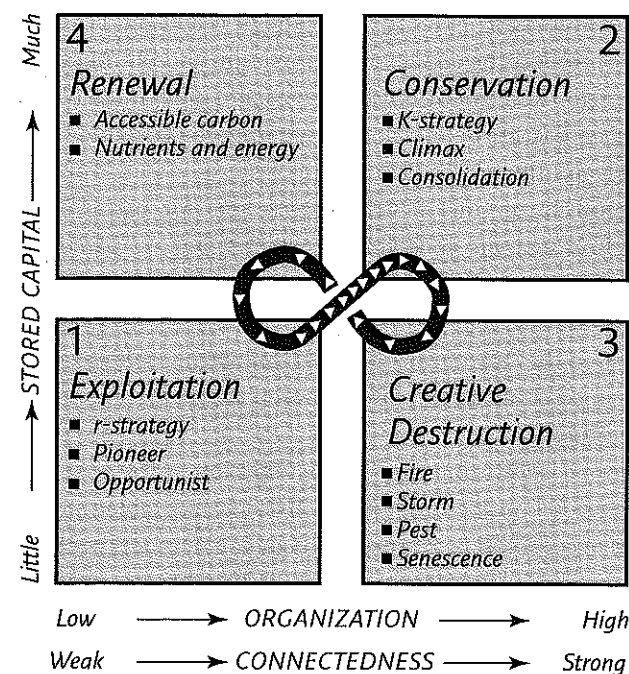 4
Renewal
■ Accessible carbon
■ Nutrients and energy
2
Conservation
■ K-strategy
■ Climax
■ Consolidation
1
Exploitation
■ r-strategy
■ Pioneer
■ Opportunist
3
Creative
Destruction
■ Fire
■ Storm
■ Pest
■ Senescence
Little → STORED CAPITAL → Much
Low → ORGANIZATION → High
Weak → CONNECTEDNESS → Strong